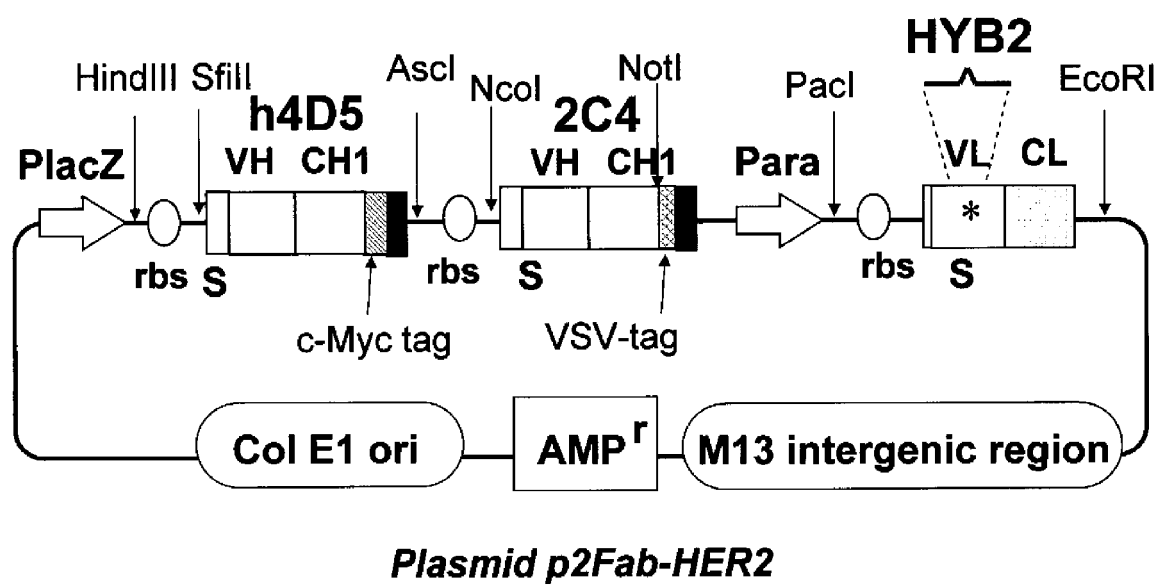 HYB2
HindIII SfiII AscI NcoI NotI PacI EcoRI
h4D5 2C4
PlacZ VH CH1 VH CH1 Para VL CL
*
rbs S rbs S rbs S
c-Myc tag VSV-tag
Col E1 ori AMPr M13 intergenic region
Plasmid p2Fab-HER2